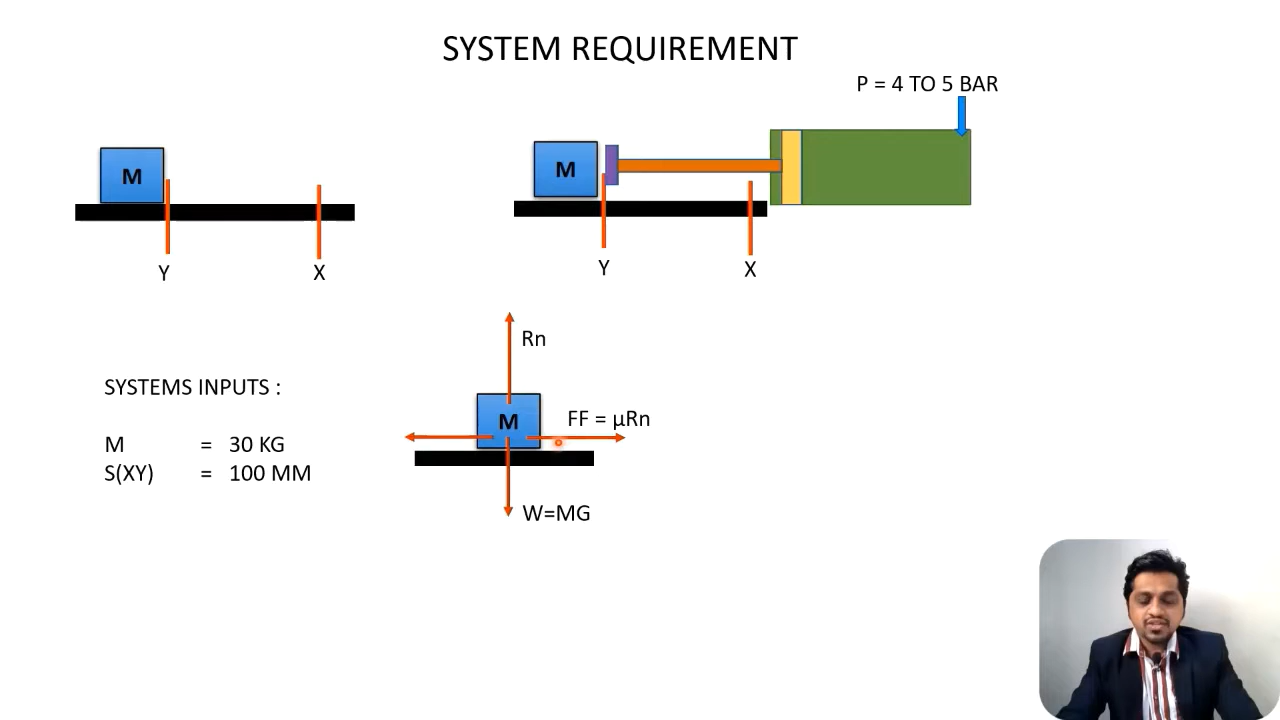 SYSTEM REQUIREMENT
P = 4 TO 5 BAR
M
M
Y
X
Y
X
Rn
SYSTEMS INPUTS :
M
FF = µRn
M = 30 KG
S(XY) = 100 MM
W=MG